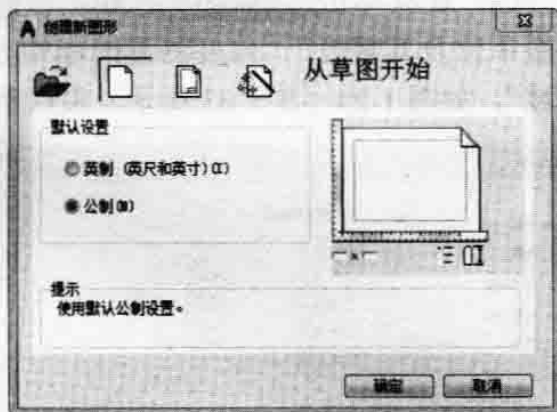 创建新图形
从草图开始
默认设置
英制 (英尺和英寸)(I)
公制(M)
提示
使用默认公制设置。
确定
取消